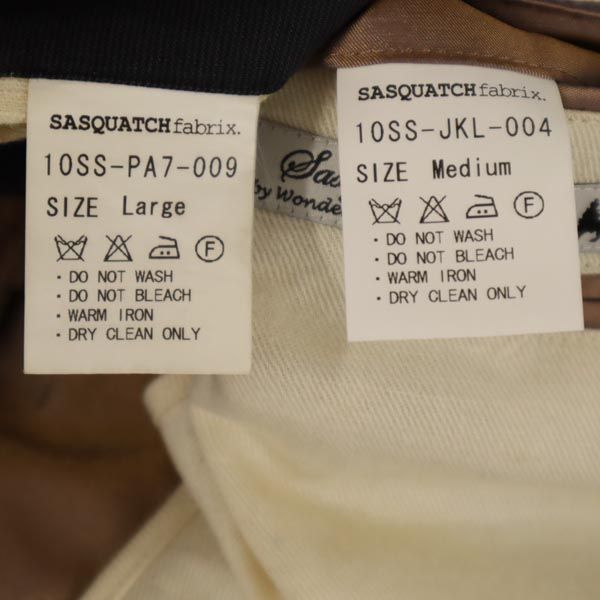 SASQUATCHfabrix.
10SS-PA7-009
SIZE Large
F
・DO NOT WASH
・DO NOT BLEACH
・WARM IRON
・DRY CLEAN ONLY
SASQUATCHfabrix.
10SS-JKL-004
SIZE Medium
F
・DO NOT WASH
・DO NOT BLEACH
・WARM IRON
・DRY CLEAN ONLY
by